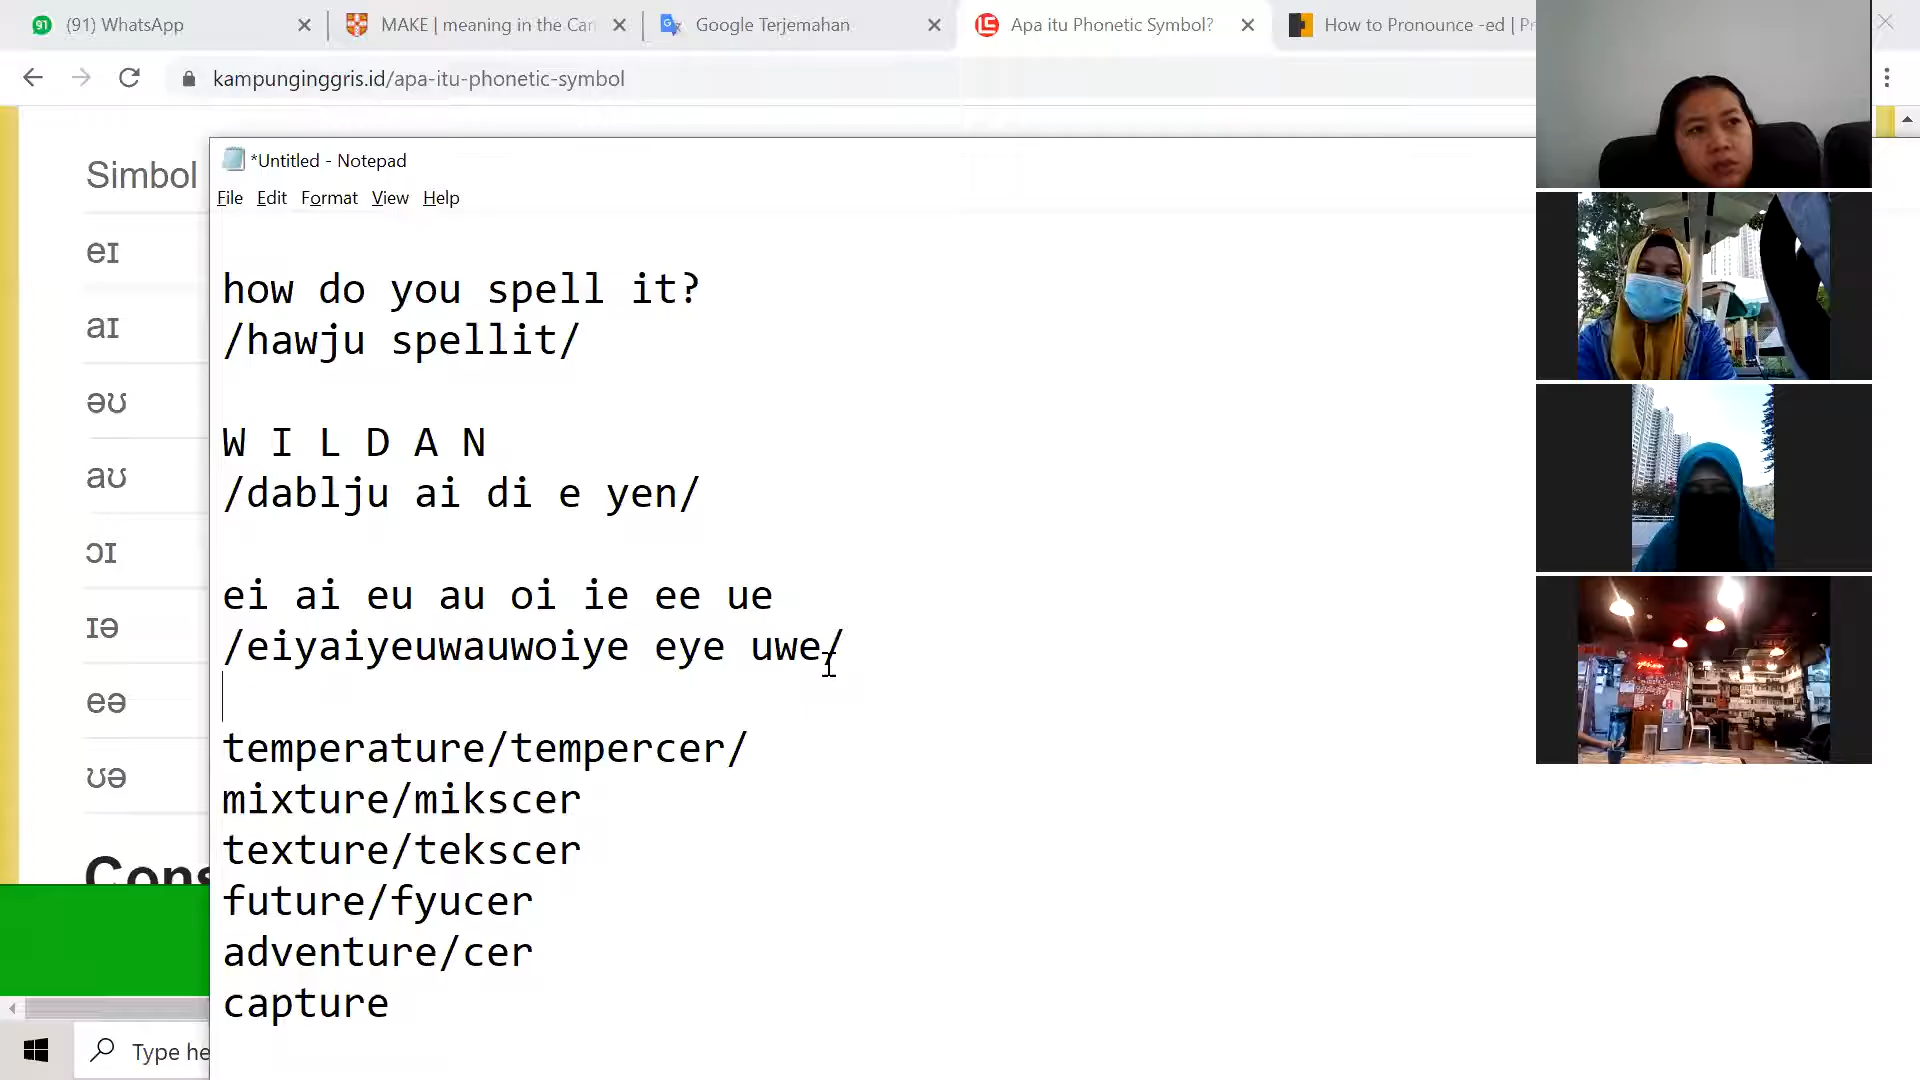 (91) WhatsApp
MAKE | meaning in the Can
Google Terjemahan
Apa itu Phonetic Symbol?
How to Pronounce -ed | Pr
kampunginggris.id/apa-itu-phonetic-symbol
*Untitled - Notepad
File Edit Format View Help
Simbol
eɪ
aɪ
əʊ
aʊ
ɔɪ
ɪə
eə
ʊə
Cons
how do you spell it?
/hawju spellit/
W I L D A N
/dablju ai di e yen/
ei ai eu au oi ie ee ue
/eiyaiyeuwauwoiye eye uwe/
temperature/tempercer/
mixture/mikscer
texture/tekscer
future/fyucer
adventure/cer
capture
Type he